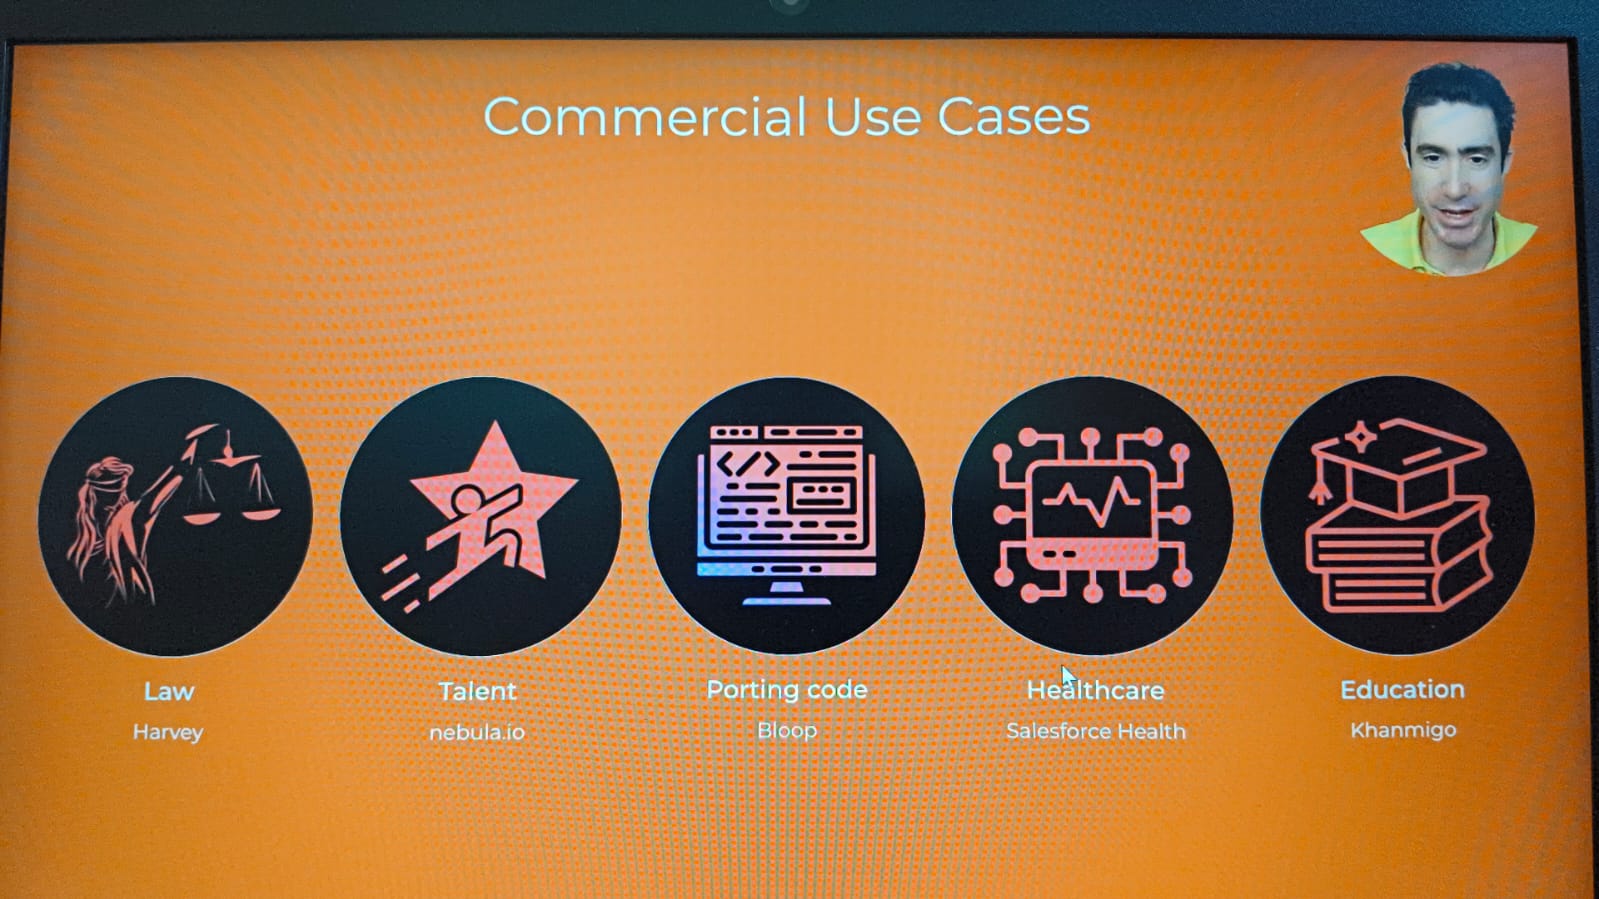 Commercial Use Cases
Law
Harvey
Talent
nebula.io
Porting code
Bloop
Healthcare
Salesforce Health
Education
Khanmigo